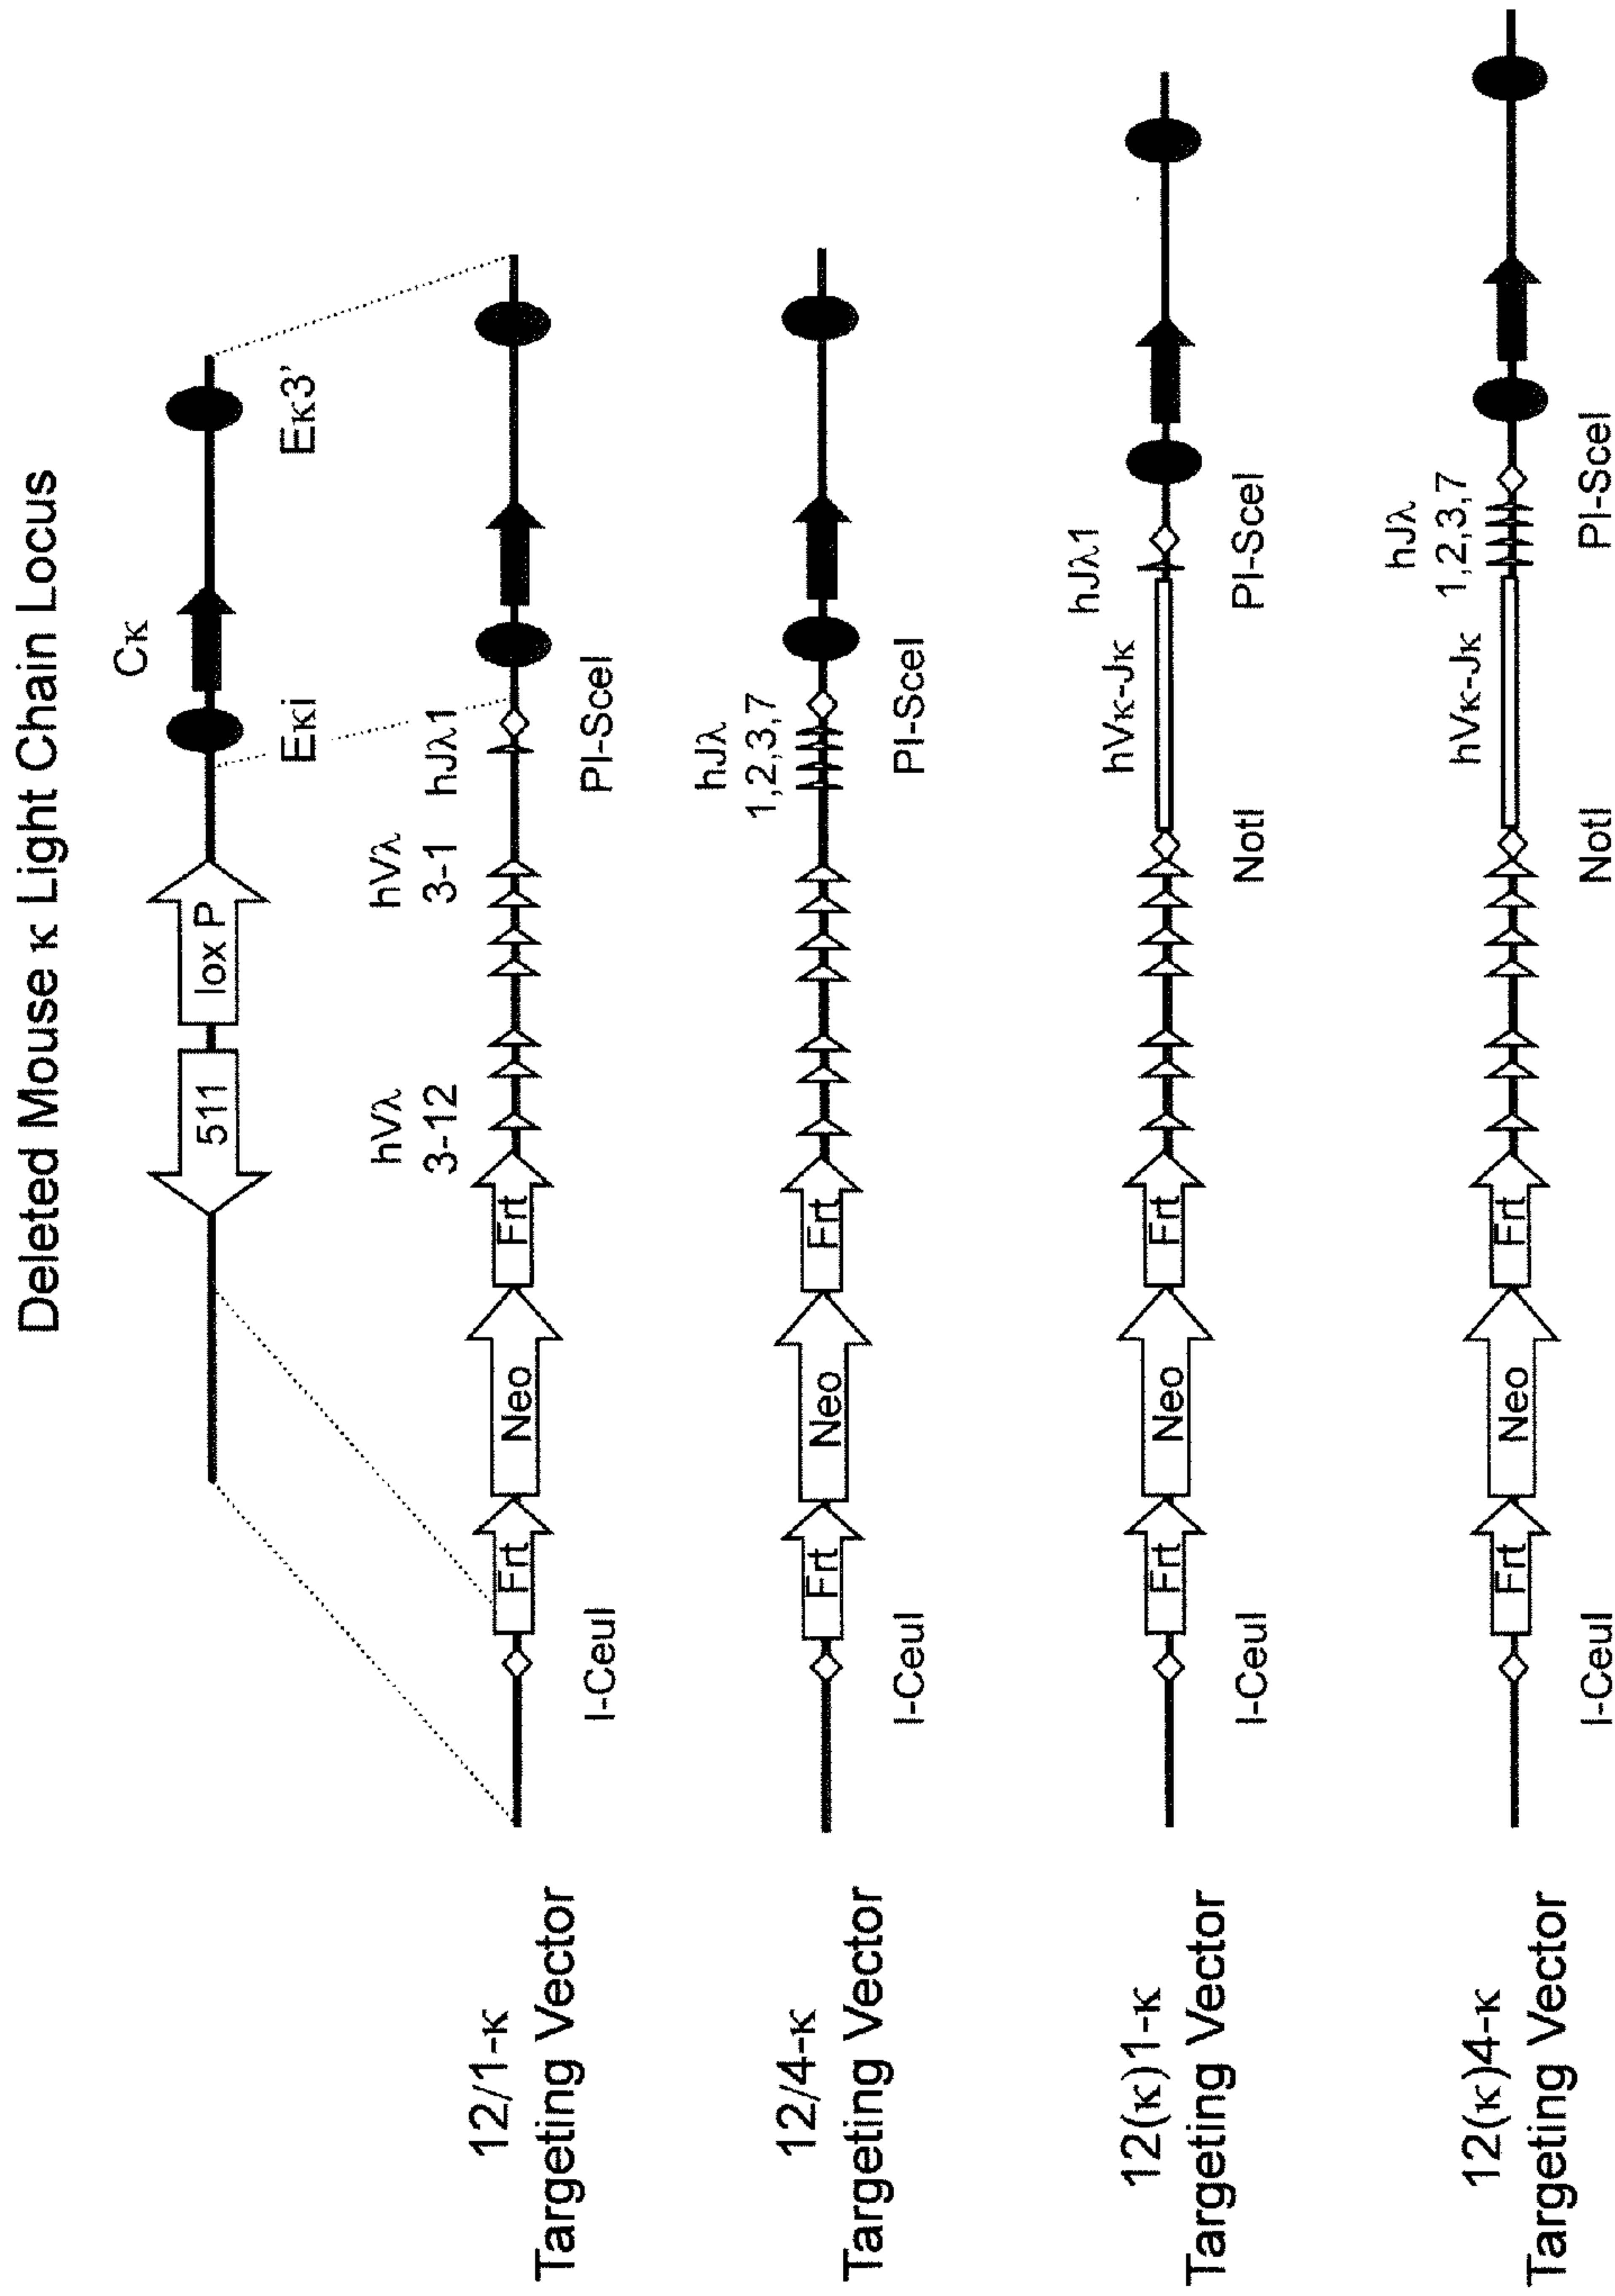 Deleted Mouse κ Light Chain Locus
511
lox P
Cκ
Eκi
Eκ3'
12/1-κ
Targeting Vector
I-CeuI
Frt
Neo
Frt
hVλ
3-12
hVλ
3-1
hJλ1
PI-SceI
12/4-κ
Targeting Vector
I-CeuI
Frt
Neo
Frt
hJλ
1,2,3,7
PI-SceI
12(κ)1-κ
Targeting Vector
I-CeuI
Frt
Neo
Frt
NotI
hVκ-Jκ
hJλ1
PI-SceI
12(κ)4-κ
Targeting Vector
I-CeuI
Frt
Neo
Frt
NotI
hVκ-Jκ
hJλ
1,2,3,7
PI-SceI